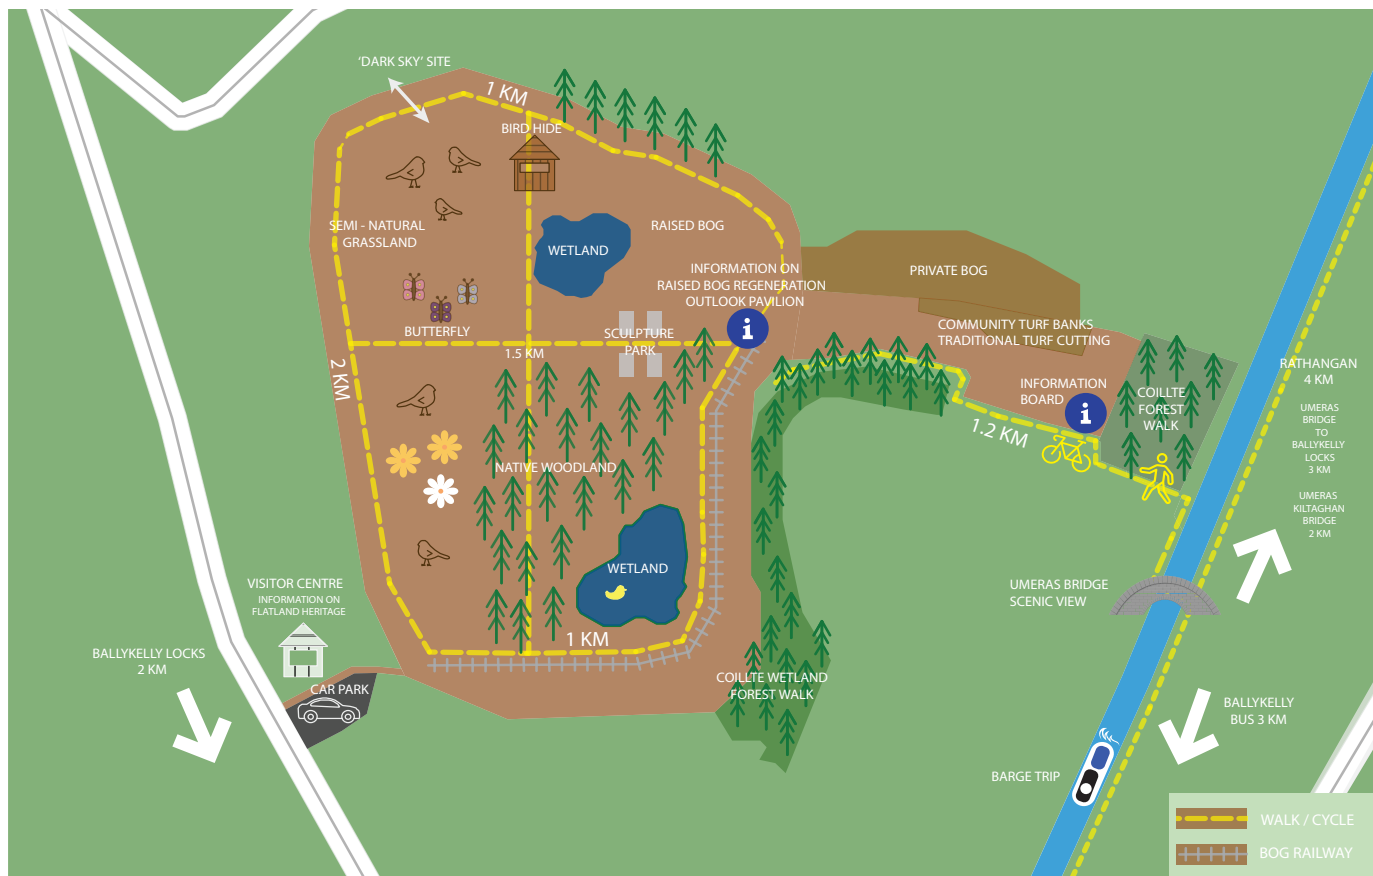 'DARK SKY' SITE
1 KM
BIRD HIDE
SEMI - NATURAL
GRASSLAND
WETLAND
RAISED BOG
INFORMATION ON
RAISED BOG REGENERATION
OUTLOOK PAVILION
i
PRIVATE BOG
BUTTERFLY
SCULPTURE
PARK
1.5 KM
2 KM
COMMUNITY TURF BANKS
TRADITIONAL TURF CUTTING
INFORMATION
BOARD
i
COILLTE
FOREST
WALK
1.2 KM
RATHANGAN
4 KM
UMERAS
BRIDGE
TO
BALLYKELLY
LOCKS
3 KM
UMERAS
KILTAGHAN
BRIDGE
2 KM
NATIVE WOODLAND
WETLAND
1 KM
UMERAS BRIDGE
SCENIC VIEW
VISITOR CENTRE
INFORMATION ON
FLATLAND HERITAGE
BALLYKELLY LOCKS
2 KM
CAR PARK
COILLTE WETLAND
FOREST WALK
BALLYKELLY
BUS 3 KM
BARGE TRIP
WALK / CYCLE
BOG RAILWAY